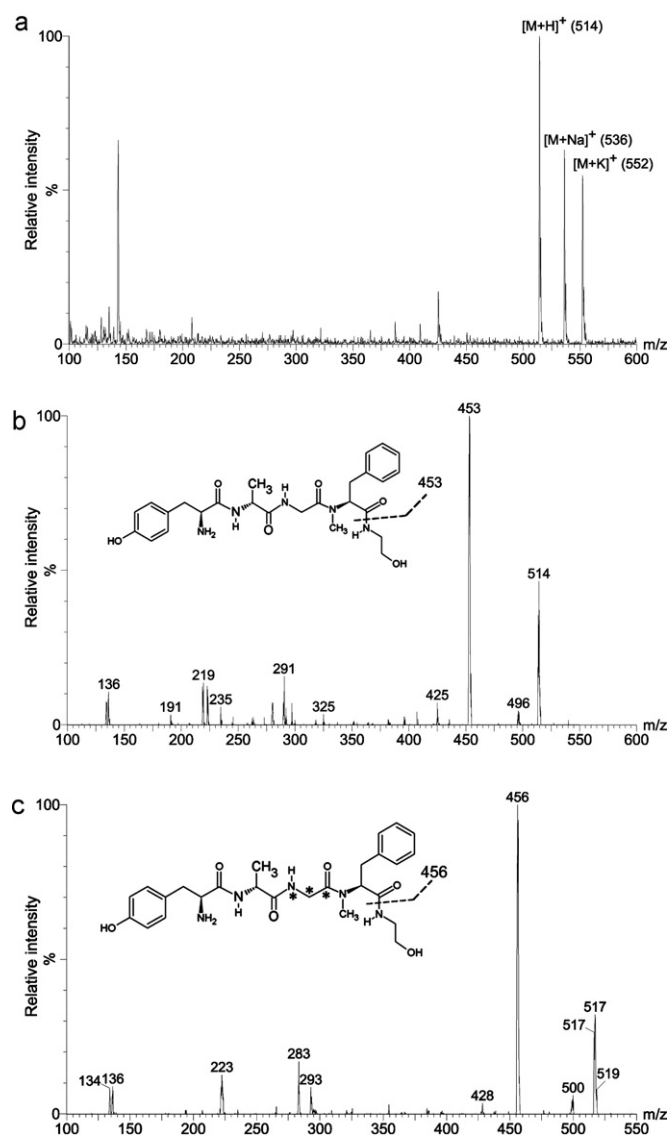 a
100
[M+H]+ (514)
[M+Na]+ (536)
[M+K]+ (552)
Relative intensity
%
0
100 150 200 250 300 350 400 450 500 550 600 m/z
b
100
453
CH3
O
H
N
O
453
HO
NH2
N
H
O
N
CH3
O
N
H
OH
Relative intensity
%
514
136
191
219
235
291
325
425
496
0
100 150 200 250 300 350 400 450 500 550 600 m/z
c
100
456
O
CH3
H
N
*
*
O
*
456
HO
NH2
N
H
O
N
CH3
O
N
H
OH
Relative intensity
%
517
517
519
134 136
223
283
293
428
500
0
100 150 200 250 300 350 400 450 500 550 m/z